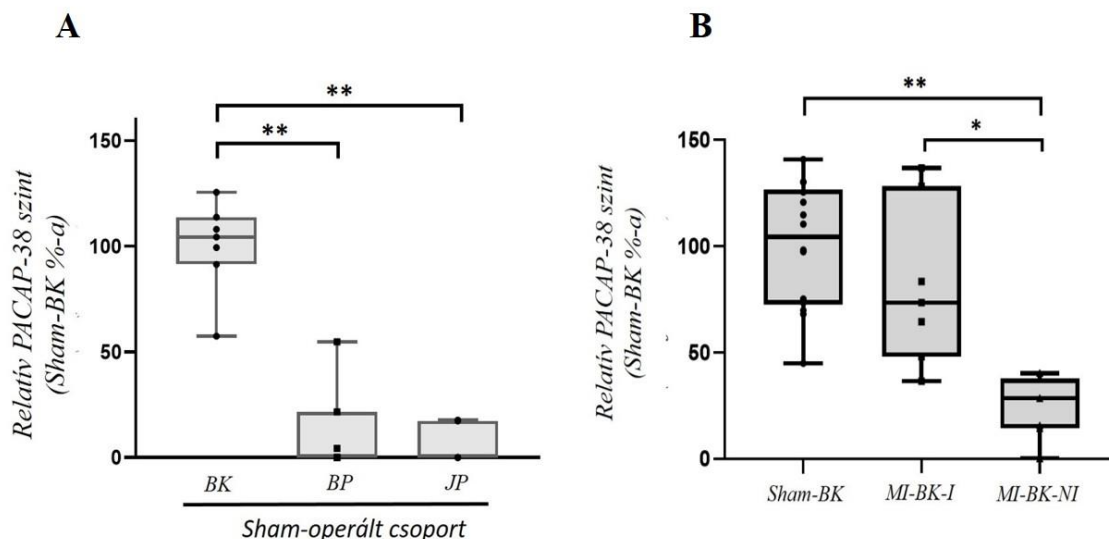 A
Relatív PACAP-38 szint
(Sham-BK %-a)
**
**
150
100
50
0
BK BP JP
Sham-operált csoport
B
Relatív PACAP-38 szint
(Sham-BK %-a)
**
*
150
100
50
0
Sham-BK MI-BK-I MI-BK-NI